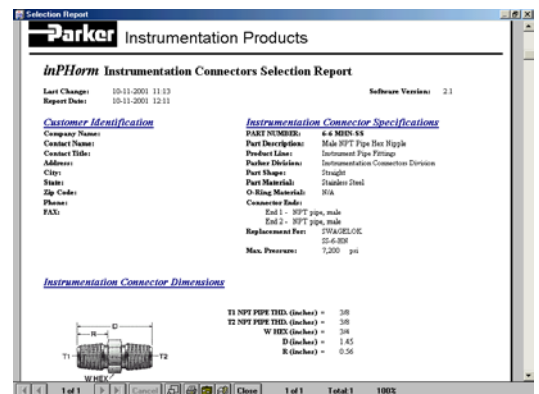 Selection Report
Parker Instrumentation Products
inPHorm Instrumentation Connectors Selection Report
Last Change: 10-11-2001 11:13 Software Version: 2.1
Report Date: 10-11-2001 12:11
Customer Identification
Company Name:
Contact Name:
Contact Title:
Address:
City:
State:
Zip Code:
Phone:
FAX:
Instrumentation Connector Specifications
PART NUMBER: 6-6 MHN-SS
Part Description: Male NPT Pipe Hex Nipple
Product Line: Instrument Pipe Fittings
Parker Division: Instrumentation Connectors Division
Part Shape: Straight
Part Material: Stainless Steel
O-Ring Material: N/A
Connector Ends:
End 1 - NPT pipe, male
End 2 - NPT pipe, male
Replacement For: SWAGELOK
SS-6-HN
Max. Pressure: 7,200 psi
Instrumentation Connector Dimensions
T1 NPT PIPE THD. (inches) = 3/8
T2 NPT PIPE THD. (inches) = 3/8
W HEX (inches) = 3/4
D (inches) = 1.45
R (inches) = 0.56
D
R
T1 T2
W HEX
1 of 1 Cancel Close 1 of 1 Total:1 100%